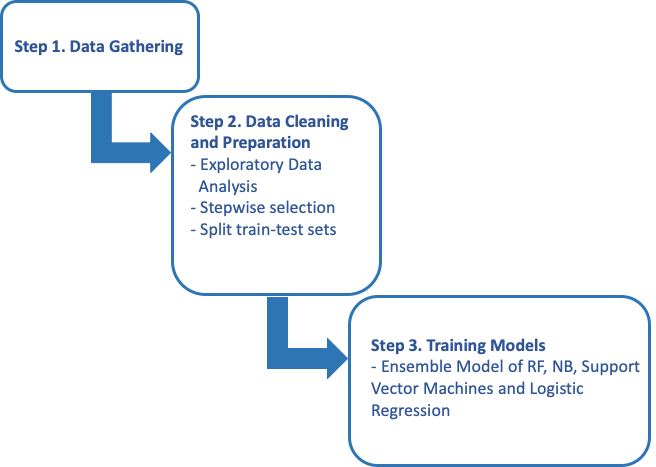 Step 1. Data Gathering
Step 2. Data Cleaning
and Preparation
- Exploratory Data
Analysis
- Stepwise selection
- Split train-test sets
Step 3. Training Models
- Ensemble Model of RF, NB, Support
Vector Machines and Logistic
Regression